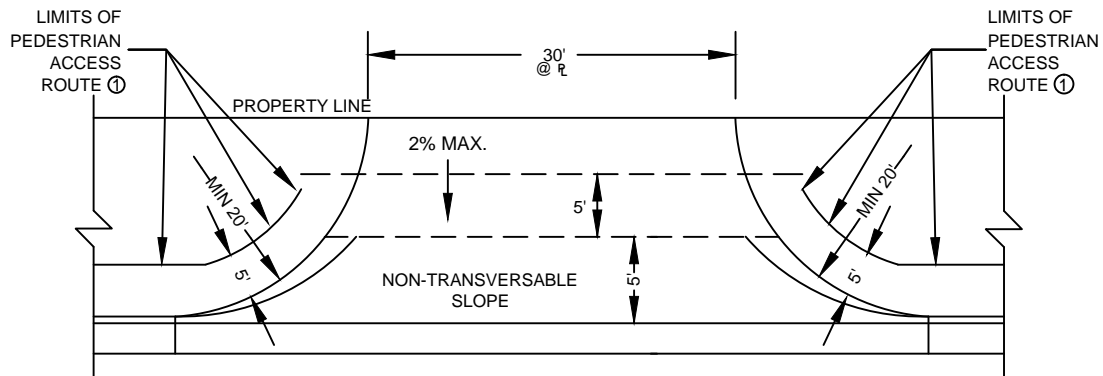 LIMITS OF
PEDESTRIAN
ACCESS
ROUTE ①
30'
@ ⅊
LIMITS OF
PEDESTRIAN
ACCESS
ROUTE ①
PROPERTY LINE
2% MAX.
MIN 20'
5'
MIN 20'
5'
5'
5'
NON-TRANSVERSABLE
SLOPE